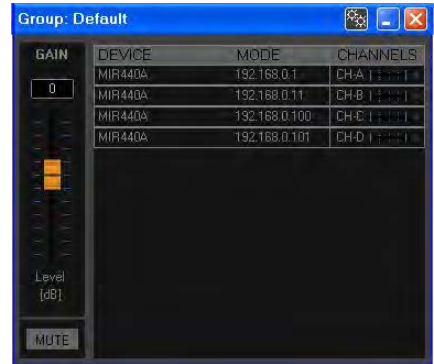 Group: Default
GAIN
0
Level
[dB]
MUTE
DEVICE MODE CHANNELS
MIR440A 192.168.0.1 CH-A
MIR440A 192.168.0.11 CH-B
MIR440A 192.168.0.100 CH-C
MIR440A 192.168.0.101 CH-D